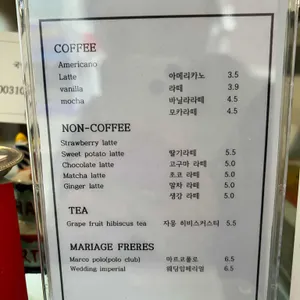 COFFEE
Americano
Latte 아메리카노 3.5
vanilla 라떼 3.9
mocha 바닐라라떼 4.5
모카라떼 4.5
NON-COFFEE
Strawberry latte
Sweet potato latte 딸기라떼 5.5
Chocolate latte 고구마 라떼 5.0
Matcha latte 초코 라떼 5.0
Ginger latte 말차 라떼 5.0
생강 라떼 5.0
TEA
Grape fruit hibiscus tea 자몽 히비스커스티 5.5
MARIAGE FRERES
Marco polo(polo club) 마르코폴로 6.5
Wedding imperial 웨딩임페리얼 6.5
00310